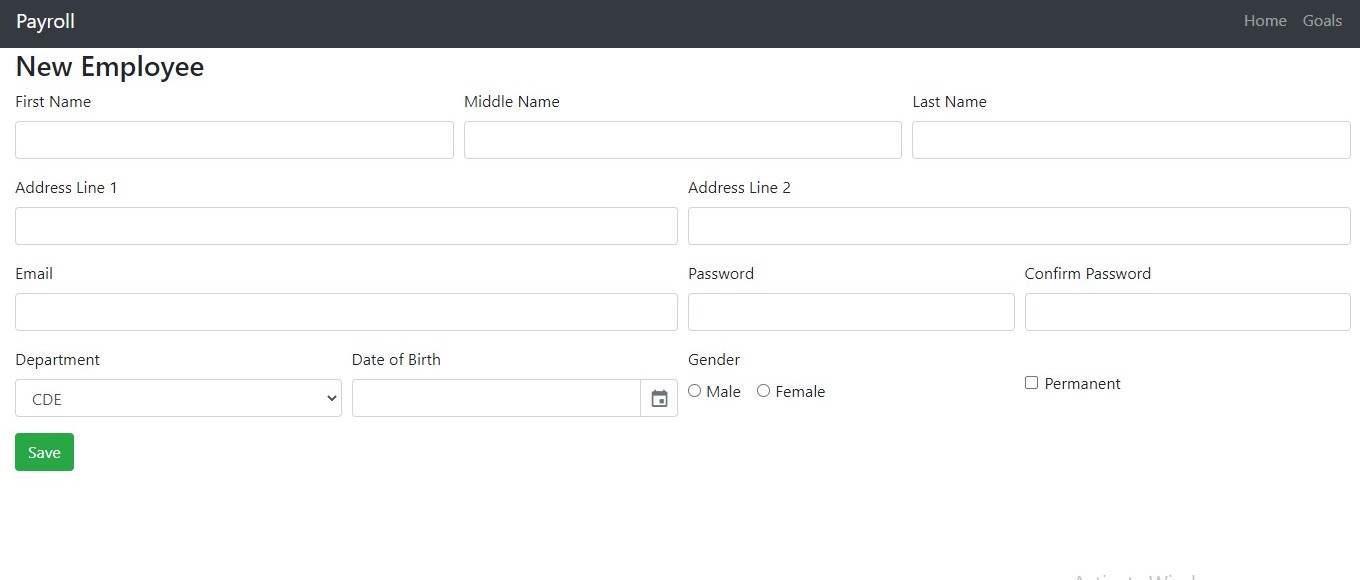 Payroll Home Goals
New Employee
First Name Middle Name Last Name
Address Line 1 Address Line 2
Email Password Confirm Password
Department Date of Birth Gender
CDE Male Female Permanent
Save